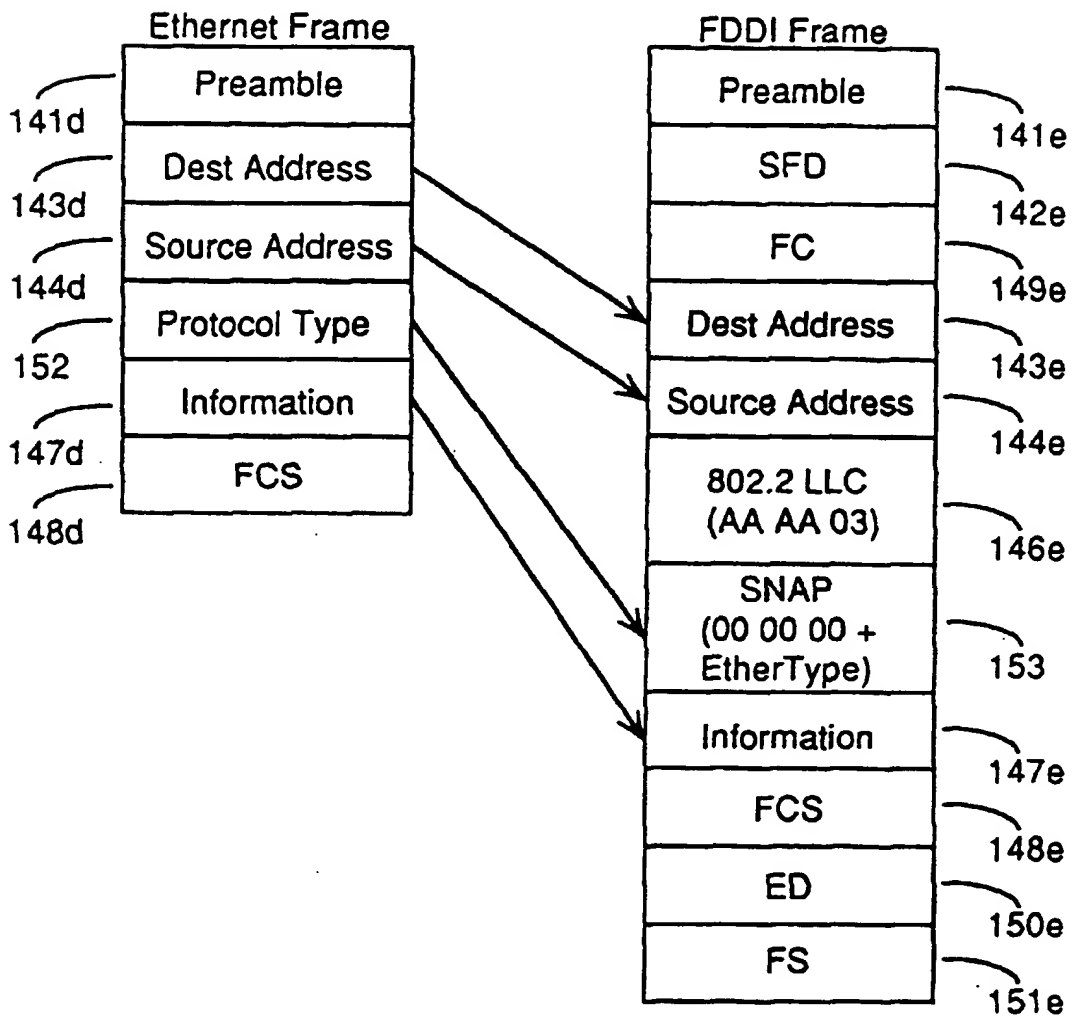 Ethernet Frame
Preamble
141d
Dest Address
143d
Source Address
144d
Protocol Type
152
Information
147d
FCS
148d
FDDI Frame
Preamble
141e
SFD
142e
FC
149e
Dest Address
143e
Source Address
144e
802.2 LLC
(AA AA 03)
146e
SNAP
(00 00 00 +
EtherType)
153
Information
147e
FCS
148e
ED
150e
FS
151e